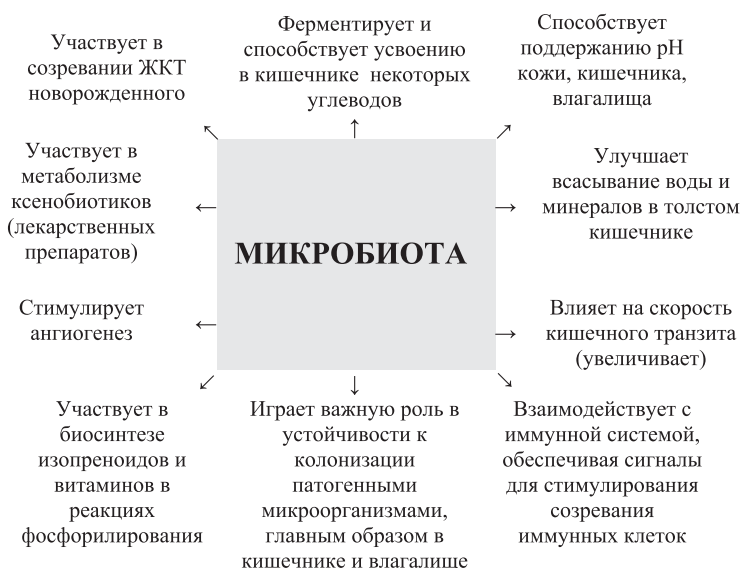 Участвует в
созревании ЖКТ
новорожденного
Ферментирует и
способствует усвоению
в кишечнике некоторых
углеводов
Способствует
поддержанию pH
кожи, кишечника,
влагалища
Участвует в
метаболизме
ксенобиотиков
(лекарственных
препаратов)
Улучшает
всасывание воды и
минералов в толстом
кишечнике
МИКРОБИОТА
Стимулирует
ангиогенез
Влияет на скорость
кишечного транзита
(увеличивает)
Участвует в
биосинтезе
изопреноидов и
витаминов в
реакциях
фосфорилирования
Играет важную роль в
устойчивости к
колонизации
патогенными
микроорганизмами,
главным образом в
кишечнике и влагалише
Взаимодействует с
иммунной системой,
обеспечивая сигналы
для стимулирования
созревания
иммунных клеток